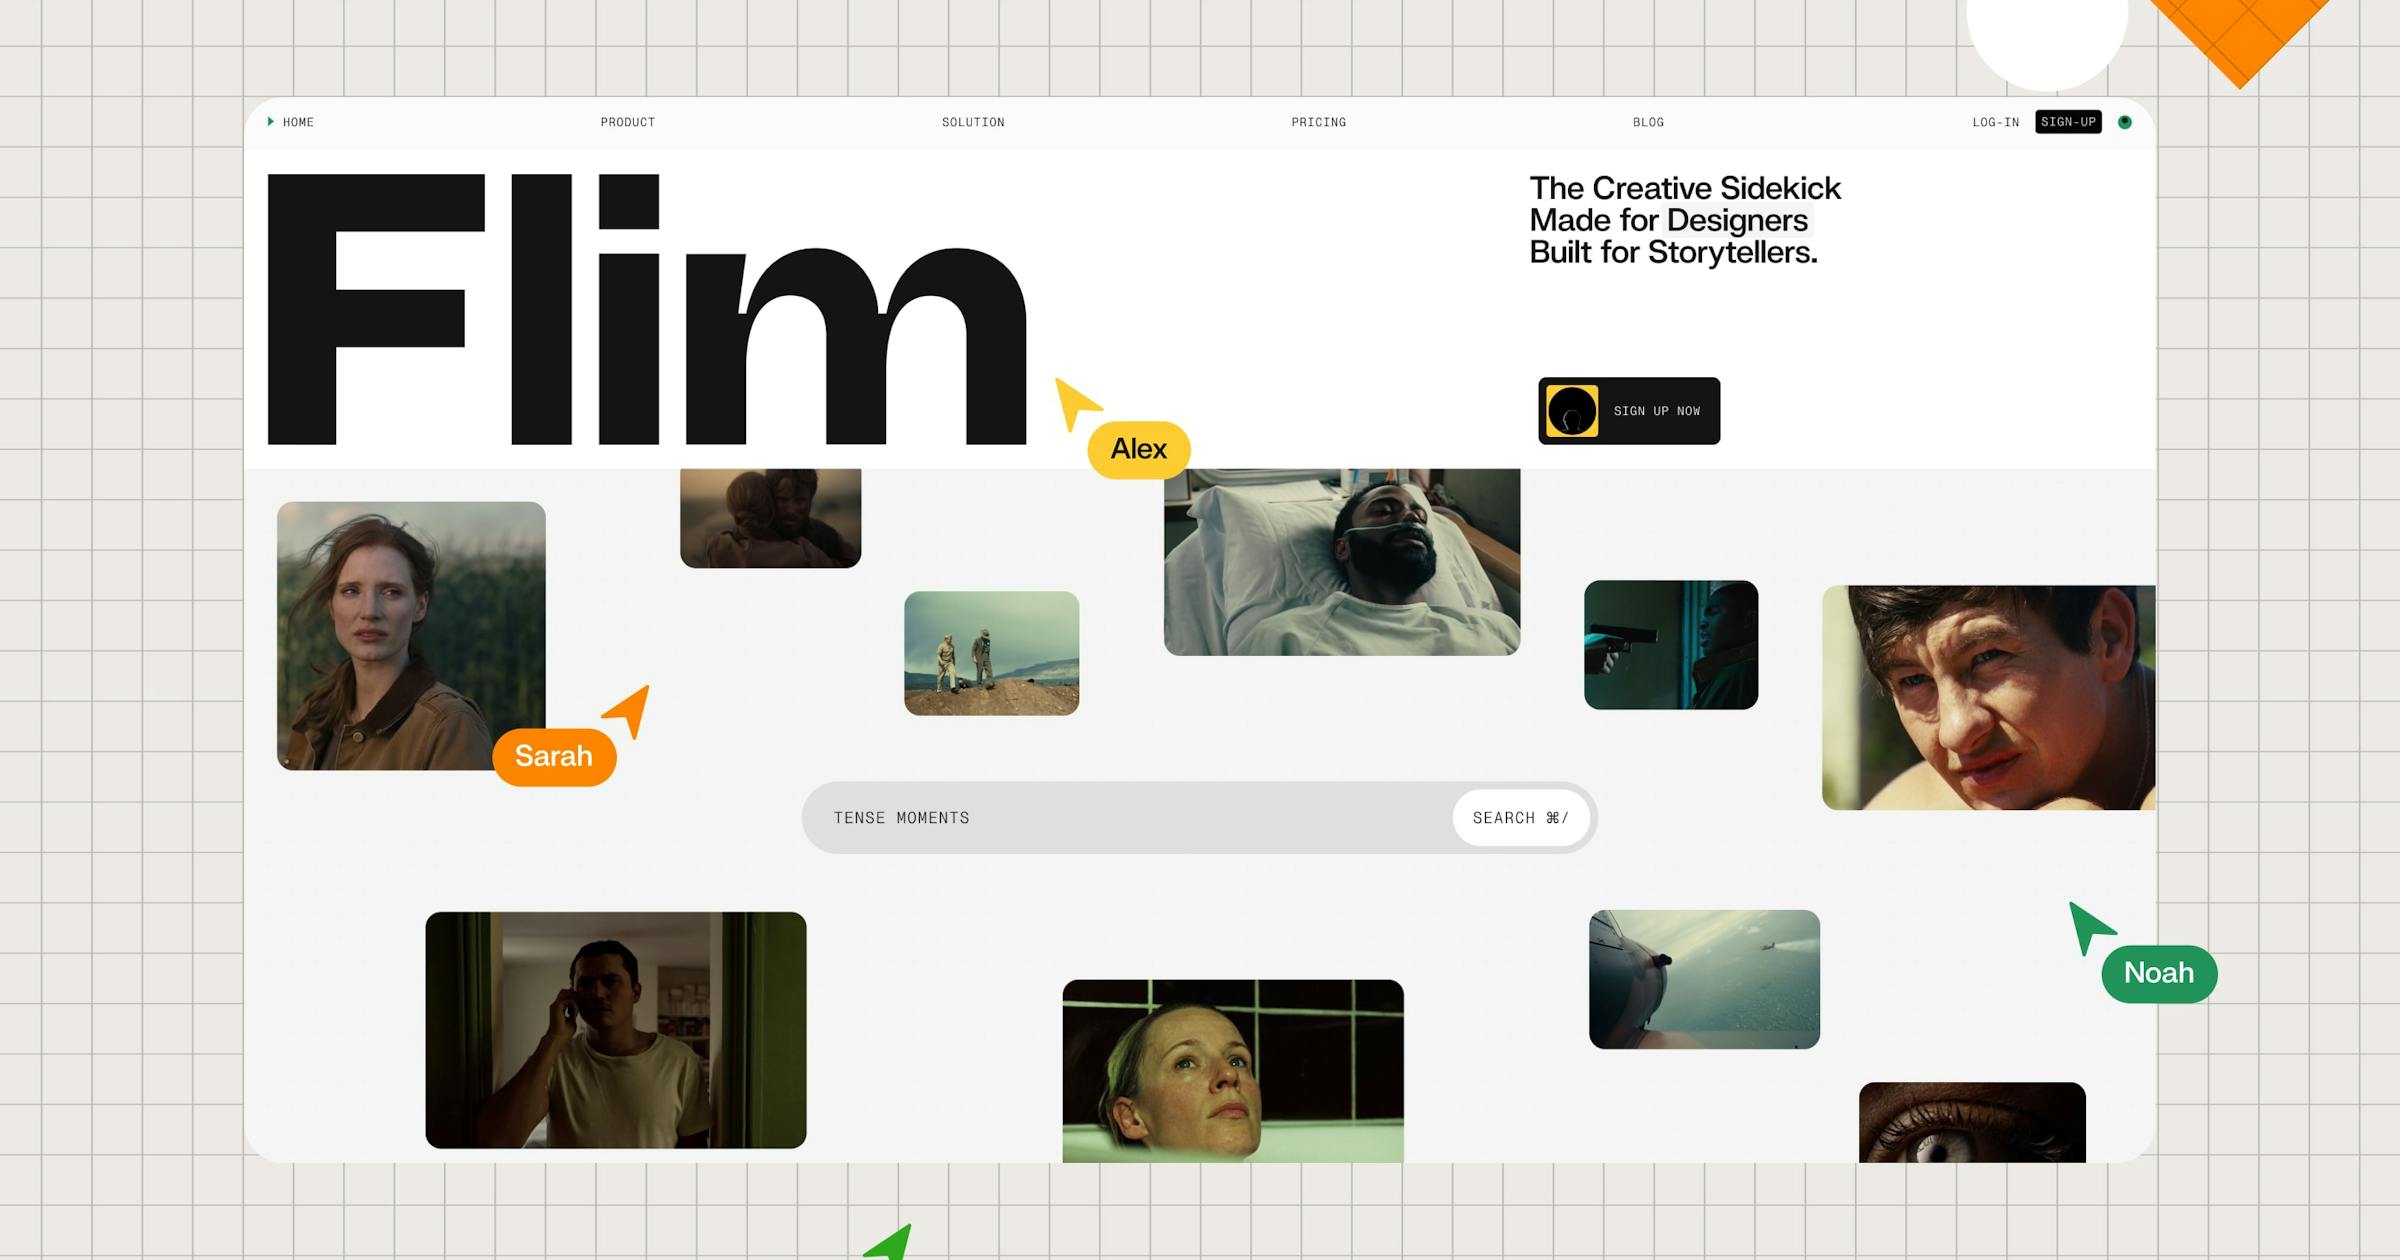 HOME
PRODUCT
SOLUTION
PRICING
BLOG
LOG-IN
SIGN-UP
Flim
The Creative Sidekick
Made for Designers
Built for Storytellers.
SIGN UP NOW
Alex
Sarah
TENSE MOMENTS
SEARCH ⌘/
Noah